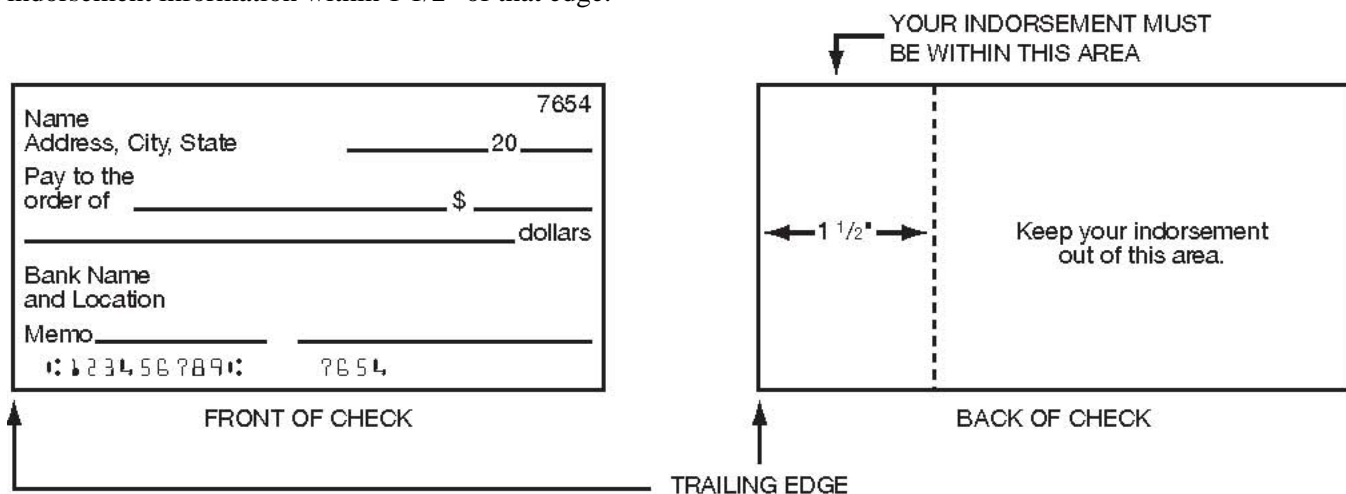 indorsement information within 1 1/2" of that edge.
YOUR INDORSEMENT MUST
BE WITHIN THIS AREA
7654
Name
Address, City, State 20
Pay to the
order of $
dollars
Bank Name
and Location
Memo
⑆123456789⑆ 7654
FRONT OF CHECK
1 1/2"
Keep your indorsement
out of this area.
BACK OF CHECK
TRAILING EDGE